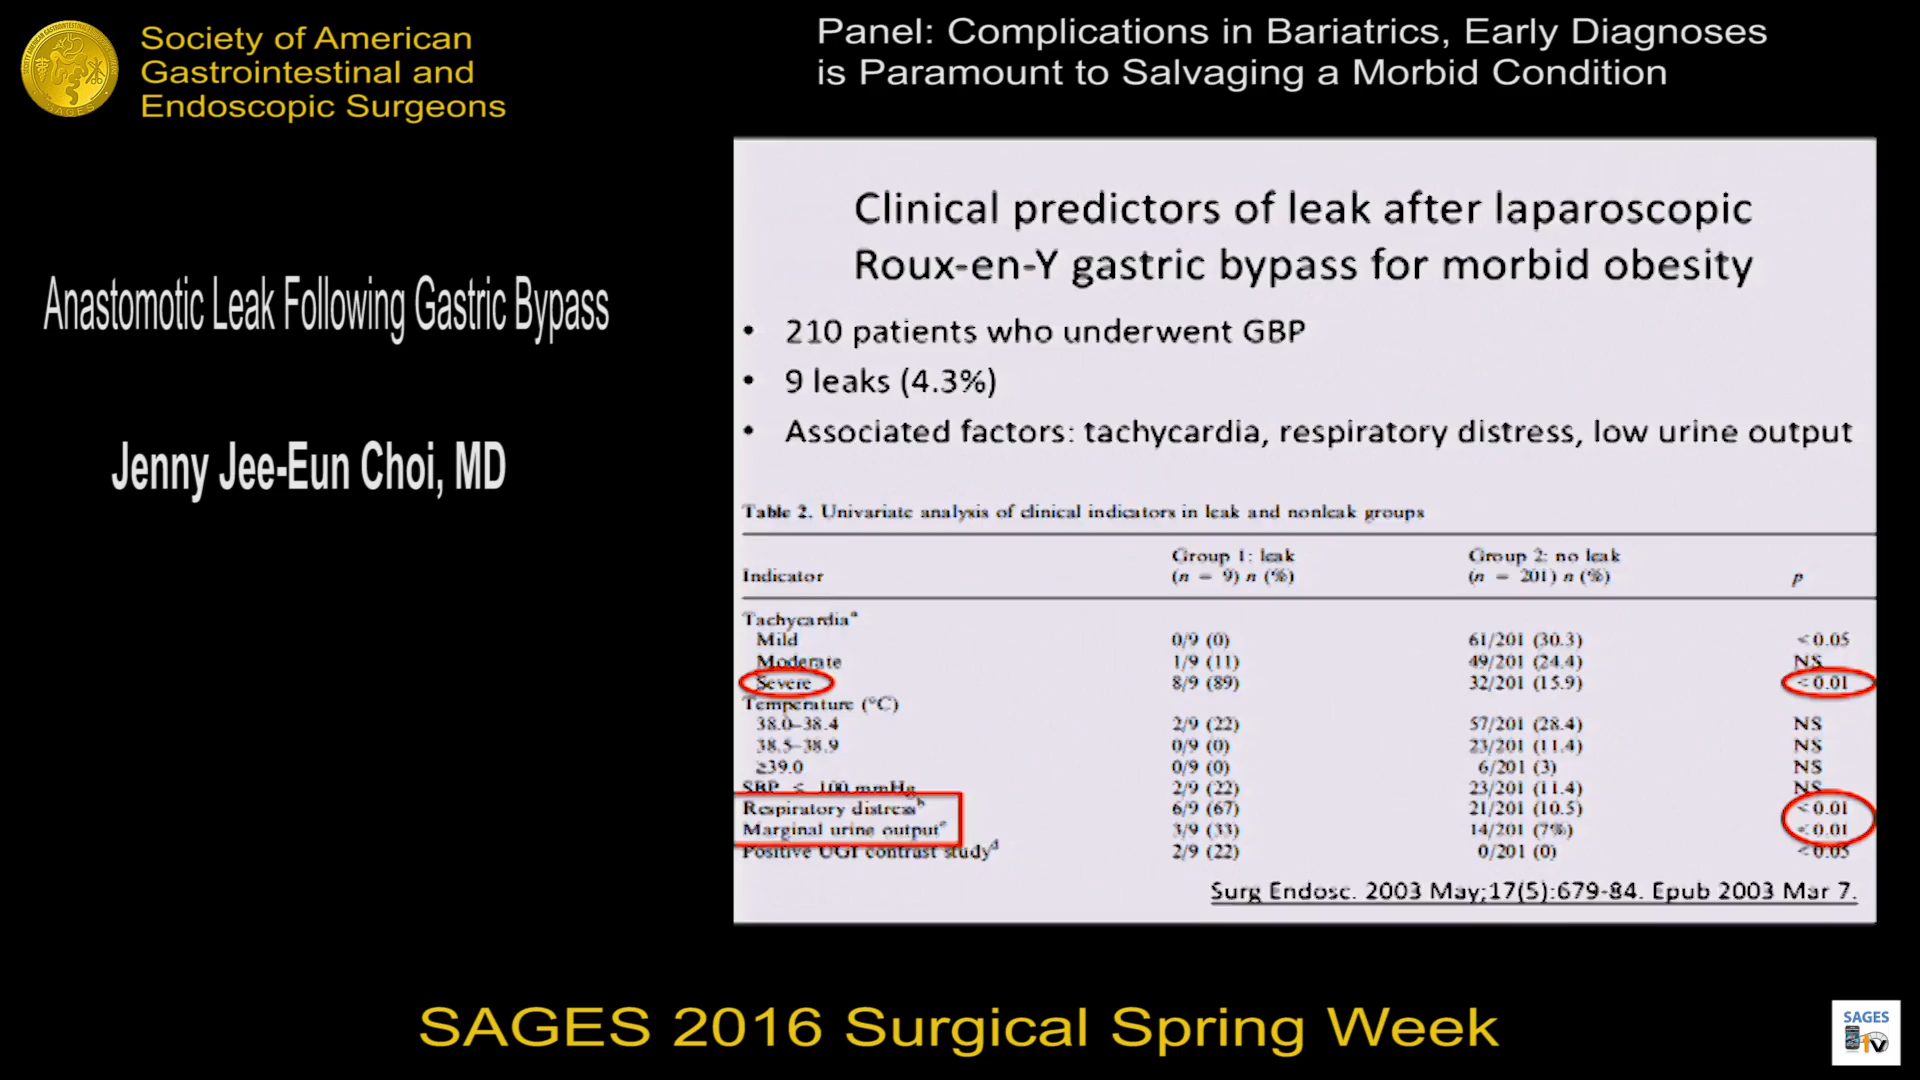 Society of American
Gastrointestinal and
Endoscopic Surgeons
Panel: Complications in Bariatrics, Early Diagnoses
is Paramount to Salvaging a Morbid Condition
Anastomotic Leak Following Gastric Bypass
Jenny Jee-Eun Choi, MD
Clinical predictors of leak after laparoscopic
Roux-en-Y gastric bypass for morbid obesity
• 210 patients who underwent GBP
• 9 leaks (4.3%)
• Associated factors: tachycardia, respiratory distress, low urine output
Table 2. Univariate analysis of clinical indicators in leak and nonleak groups
Group 1: leak Group 2: no leak
Indicator (n = 9) n (%) (n = 201) n (%) p
Tachycardia^a
Mild 0/9 (0) 61/201 (30.3) <0.05
Moderate 1/9 (11) 49/201 (24.4) NS
Severe 8/9 (89) 32/201 (15.9) <0.01
Temperature (°C)
38.0–38.4 2/9 (22) 57/201 (28.4) NS
38.5–38.9 0/9 (0) 23/201 (11.4) NS
≥39.0 0/9 (0) 6/201 (3) NS
SBP ≤ 100 mmHg 2/9 (22) 23/201 (11.4) NS
Respiratory distress^b 6/9 (67) 21/201 (10.5) <0.01
Marginal urine output^c 3/9 (33) 14/201 (7%) <0.01
Positive UGI contrast study^d 2/9 (22) 0/201 (0) <0.05
Surg Endosc. 2003 May;17(5):679-84. Epub 2003 Mar 7.
SAGES 2016 Surgical Spring Week
SAGES
TV